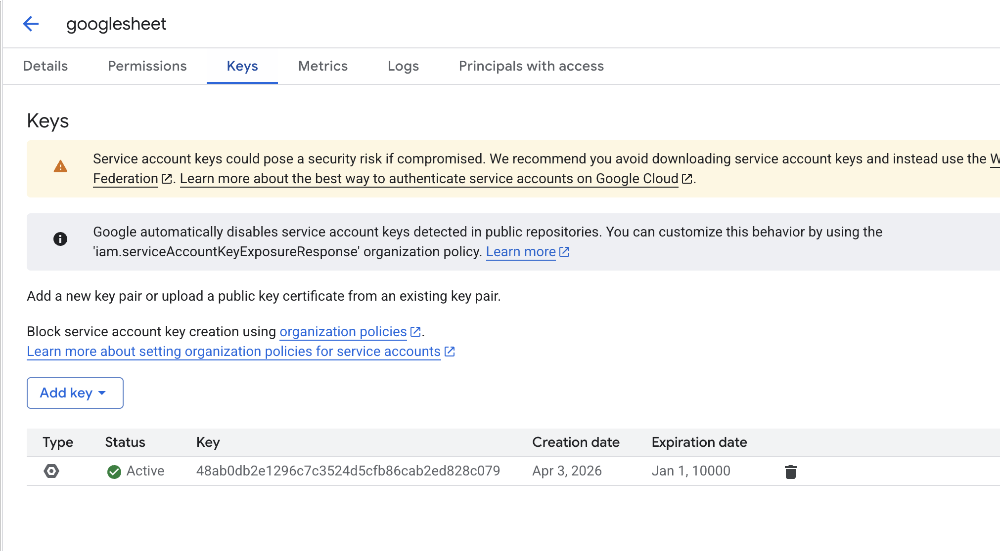 googlesheet
Details Permissions Keys Metrics Logs Principals with access
Keys
Service account keys could pose a security risk if compromised. We recommend you avoid downloading service account keys and instead use the
Federation. Learn more about the best way to authenticate service accounts on Google Cloud.
Google automatically disables service account keys detected in public repositories. You can customize this behavior by using the
'iam.serviceAccountKeyExposureResponse' organization policy. Learn more
Add a new key pair or upload a public key certificate from an existing key pair.
Block service account key creation using organization policies.
Learn more about setting organization policies for service accounts
Add key
Type Status Key Creation date Expiration date
Active 48ab0db2e1296c7c3524d5cfb86cab2ed828c079 Apr 3, 2026 Jan 1, 10000